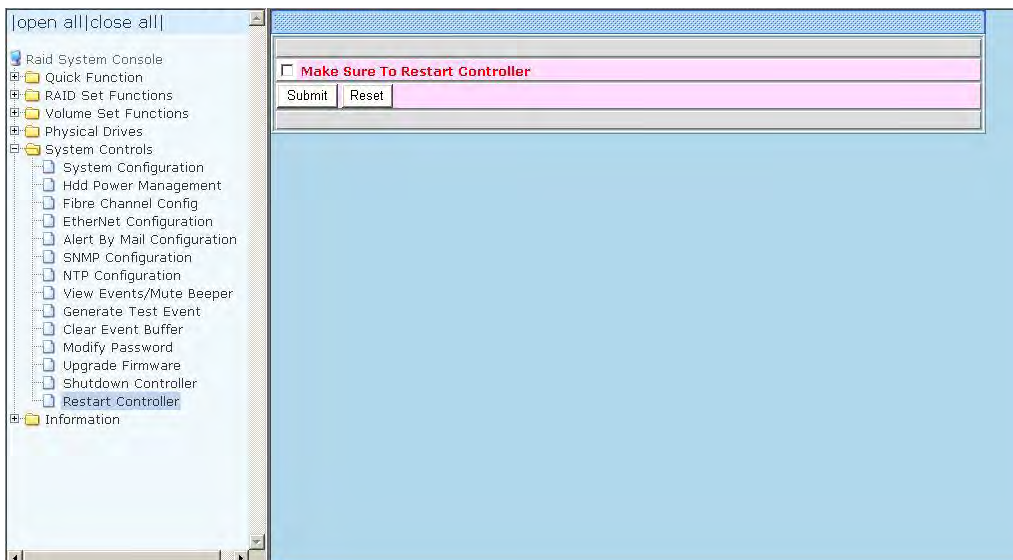 |open all|close all|
Raid System Console
Quick Function
RAID Set Functions
Volume Set Functions
Physical Drives
System Controls
System Configuration
Hdd Power Management
Fibre Channel Config
EtherNet Configuration
Alert By Mail Configuration
SNMP Configuration
NTP Configuration
View Events/Mute Beeper
Generate Test Event
Clear Event Buffer
Modify Password
Upgrade Firmware
Shutdown Controller
Restart Controller
Information
Make Sure To Restart Controller
Submit Reset